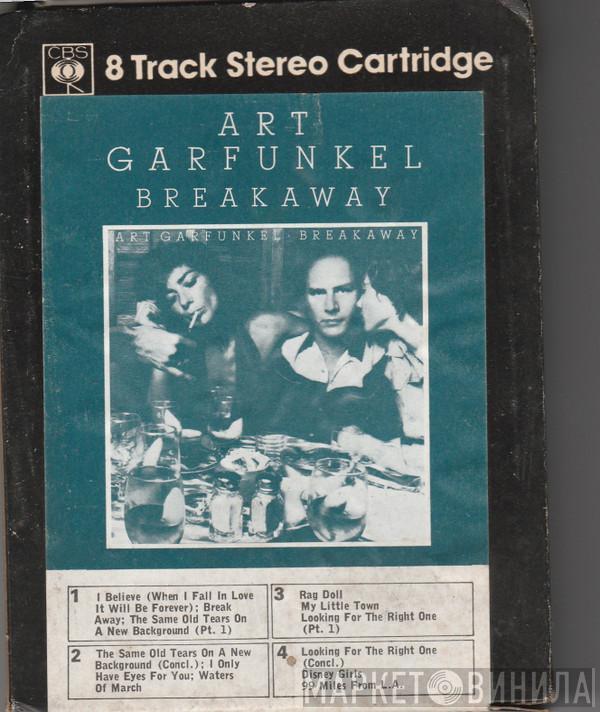 CBS
8 Track Stereo Cartridge
ART
GARFUNKEL
BREAKAWAY
ART GARFUNKEL · BREAKAWAY
1
I Believe (When I Fall In Love
It Will Be Forever); Break
Away; The Same Old Tears On
A New Background (Pt. 1)
2
The Same Old Tears On A New
Background (Concl.); I Only
Have Eyes For You; Waters
Of March
3
Rag Doll
My Little Town
Looking For The Right One
(Pt. 1)
4
Looking For The Right One
(Concl.)
Disney Girls
99 Miles From L.A.
МАРКЕТ ВИНИЛА